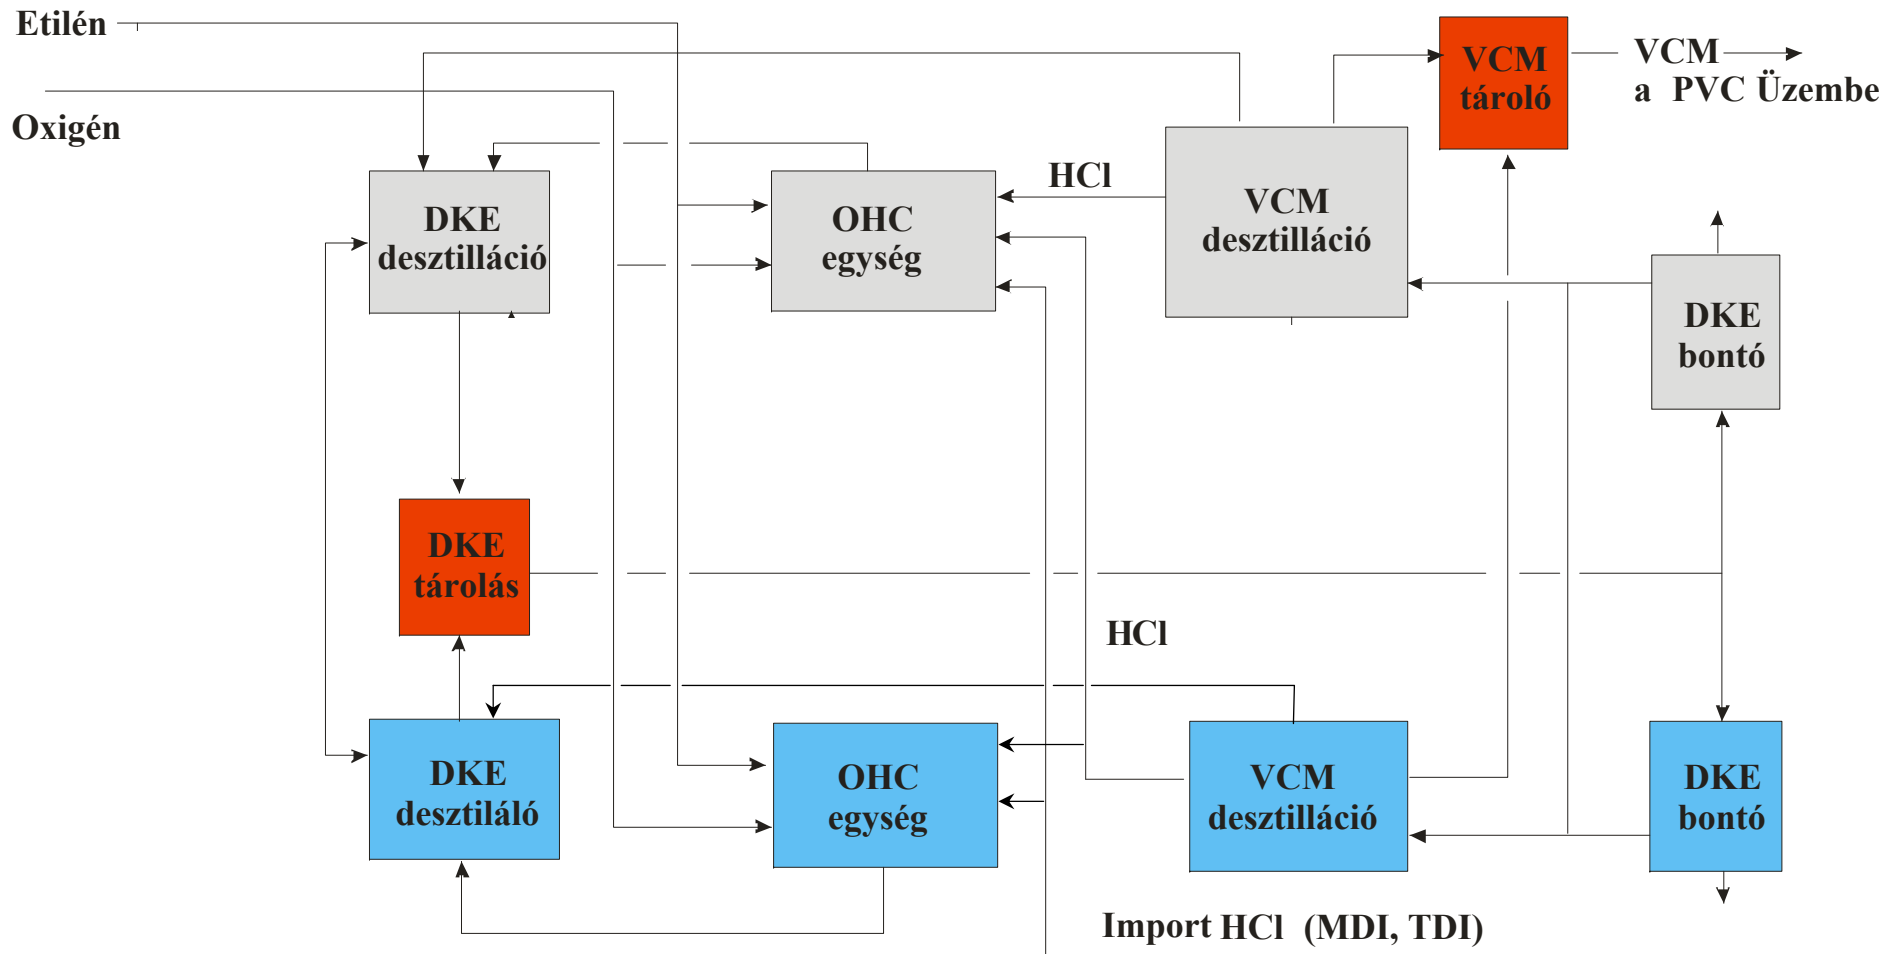 Etilén
Oxigén
VCM
tároló
VCM
a PVC Üzembe
DKE
desztilláció
OHC
egység
HCl
VCM
desztilláció
DKE
bontó
DKE
tárolás
HCl
DKE
desztiláló
OHC
egység
VCM
desztilláció
DKE
bontó
Import HCl (MDI, TDI)